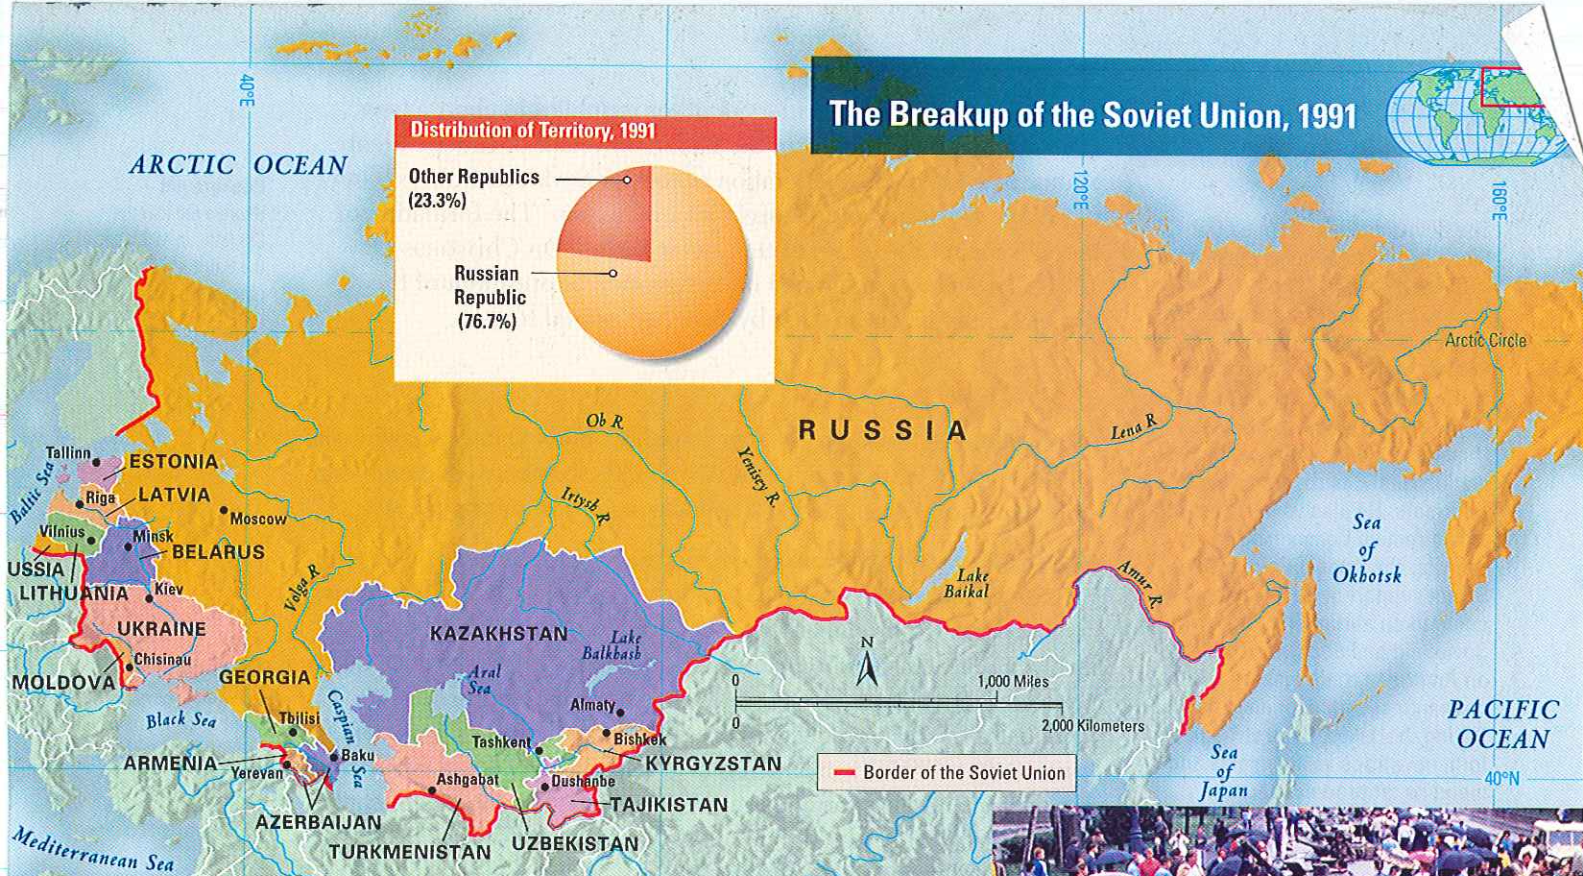 The Breakup of the Soviet Union, 1991
40°E
120°E
160°E
Distribution of Territory, 1991
Other Republics
(23.3%)
Russian
Republic
(76.7%)
ARCTIC OCEAN
Arctic Circle
RUSSIA
Ob R.
Yenisey R.
Lena R.
Irtysh R.
Tallinn
ESTONIA
Baltic Sea
Riga
LATVIA
Moscow
Vilnius
Minsk
BELARUS
USSIA
LITHUANIA
Kiev
Volga R.
UKRAINE
KAZAKHSTAN
Lake
Balkhash
Lake
Baikal
Amur R.
Sea
of
Okhotsk
Chisinau
MOLDOVA
GEORGIA
Aral
Sea
Black Sea
Caspian
Sea
Tbilisi
Almaty
Tashkent
Bishkek
KYRGYZSTAN
ARMENIA
Yerevan
Baku
Ashgabat
Dushanbe
TAJIKISTAN
AZERBAIJAN
TURKMENISTAN
UZBEKISTAN
Mediterranean Sea
N
0
1,000 Miles
0
2,000 Kilometers
Border of the Soviet Union
PACIFIC
OCEAN
Sea
of
Japan
40°N